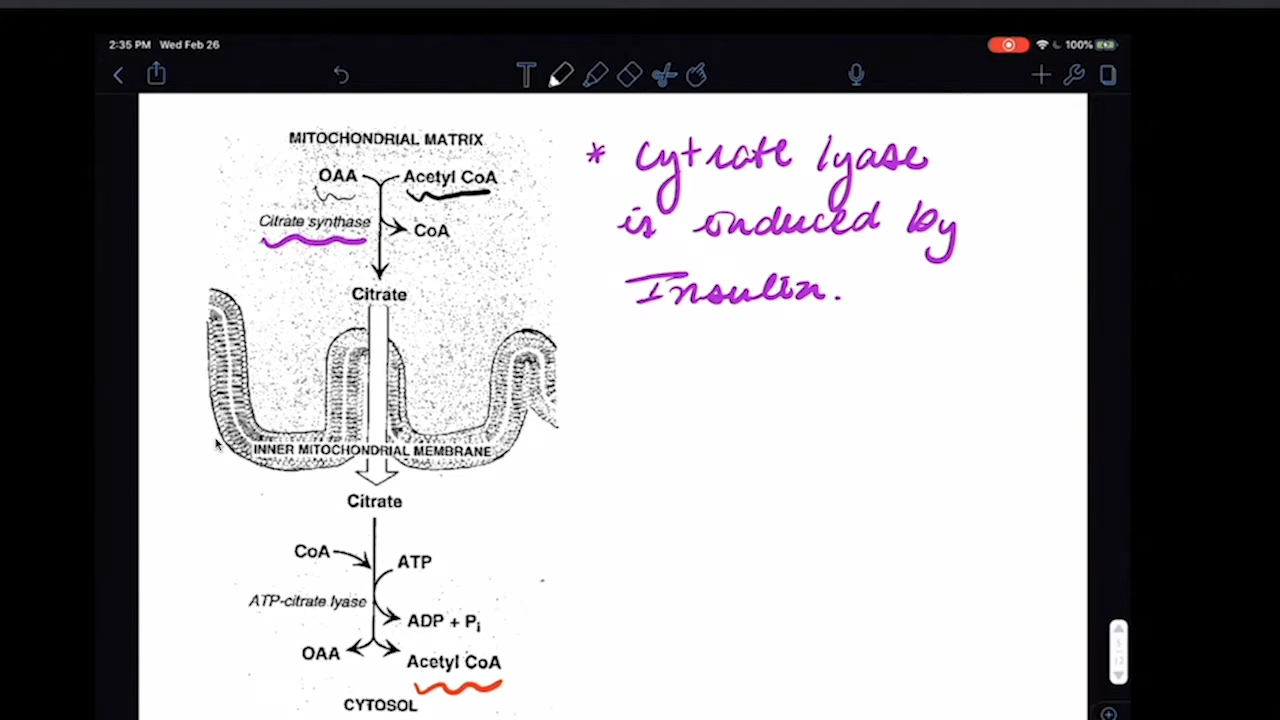 2:35 PM Wed Feb 26
100%
T
MITOCHONDRIAL MATRIX
OAA Acetyl CoA
Citrate synthase
CoA
Citrate
INNER MITOCHONDRIAL MEMBRANE
Citrate
CoA
ATP
ATP-citrate lyase
ADP + Pi
OAA
Acetyl CoA
CYTOSOL
* Cytrate lyase
is induced by
Insulin.